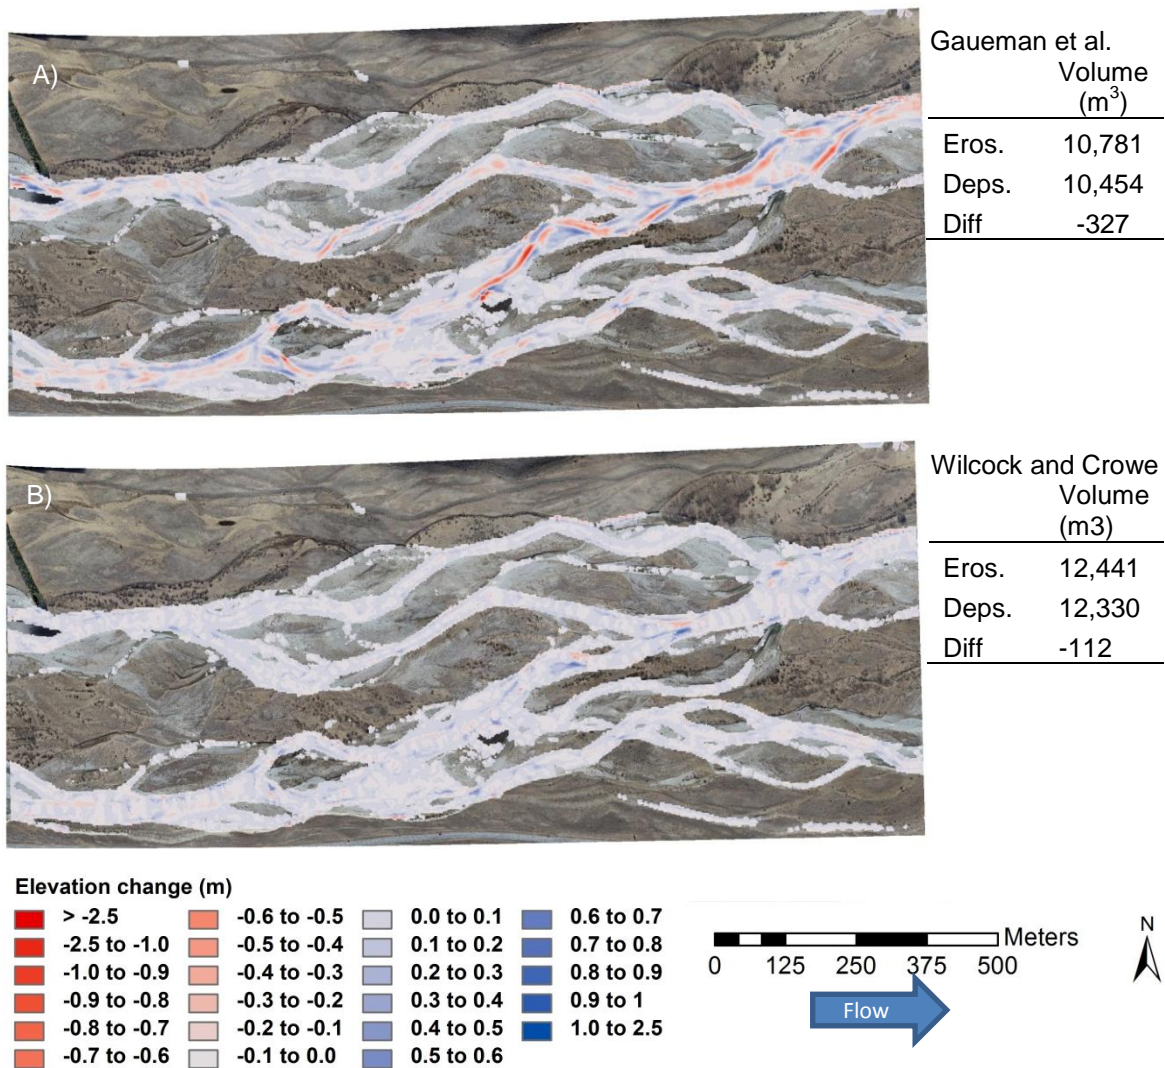 A)
Gaueman et al.
Volume
(m3)
Eros. 10,781
Deps. 10,454
Diff -327
B)
Wilcock and Crowe
Volume
(m3)
Eros. 12,441
Deps. 12,330
Diff -112
Elevation change (m)
> -2.5 -0.6 to -0.5 0.0 to 0.1 0.6 to 0.7
-2.5 to -1.0 -0.5 to -0.4 0.1 to 0.2 0.7 to 0.8
-1.0 to -0.9 -0.4 to -0.3 0.2 to 0.3 0.8 to 0.9
-0.9 to -0.8 -0.3 to -0.2 0.3 to 0.4 0.9 to 1
-0.8 to -0.7 -0.2 to -0.1 0.4 to 0.5 1.0 to 2.5
-0.7 to -0.6 -0.1 to 0.0 0.5 to 0.6
Meters
0 125 250 375 500
N
Flow